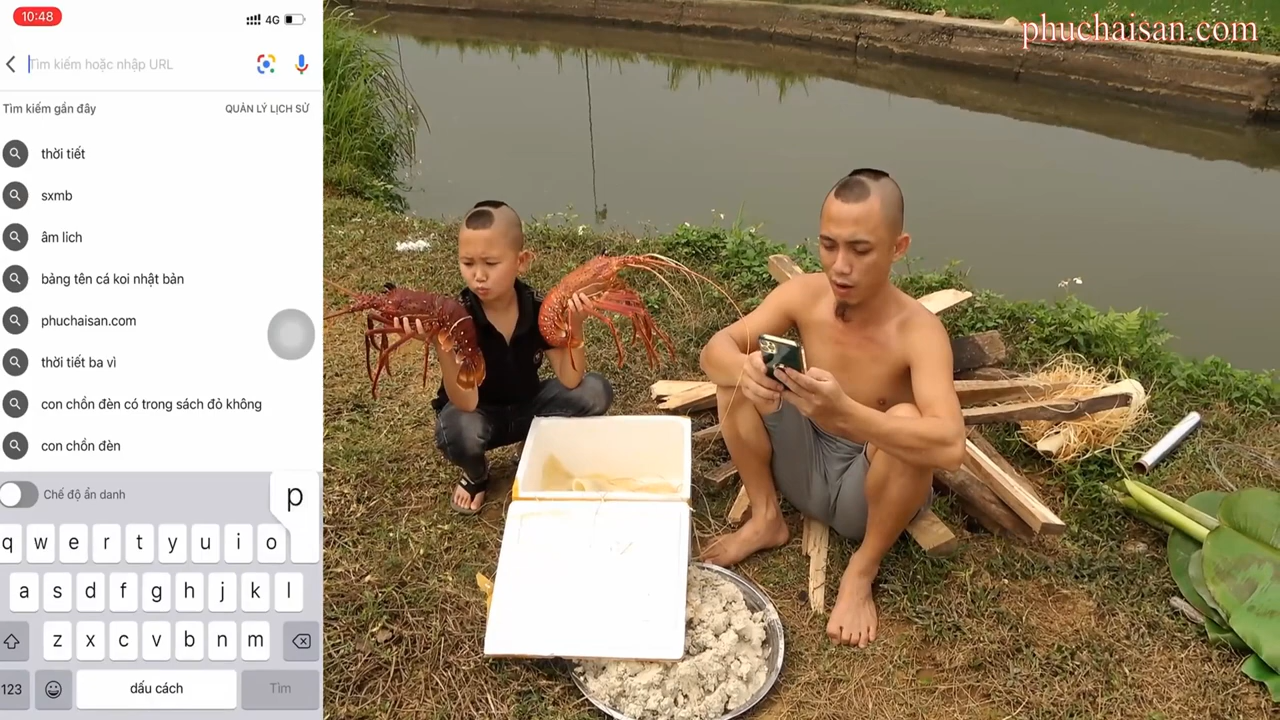 10:48
4G
Tìm kiếm hoặc nhập URL
Tìm kiếm gần đây
QUẢN LÝ LỊCH SỬ
thời tiết
sxmb
âm lich
bảng tên cá koi nhật bản
phuchaisan.com
thời tiết ba vì
con chồn đèn có trong sách đỏ không
con chồn đèn
Chế độ ẩn danh
p
q w e r t y u i o
a s d f g h j k l
z x c v b n m
123
dấu cách
Tìm
phuchaisan.com